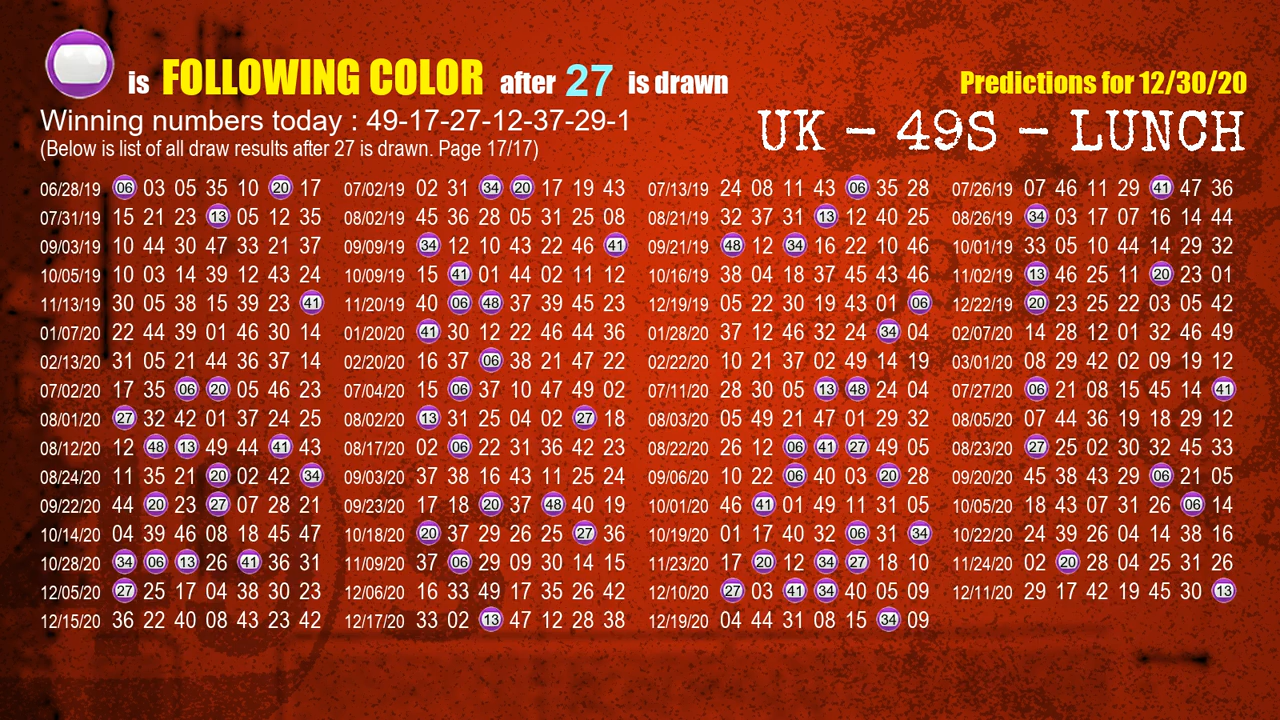 is FOLLOWING COLOR after 27 is drawn
Predictions for 12/30/20
Winning numbers today : 49-17-27-12-37-29-1
UK - 49S - LUNCH
(Below is list of all draw results after 27 is drawn. Page 17/17)
06/28/19 06 03 05 35 10 20 17 07/02/19 02 31 34 20 17 19 43 07/13/19 24 08 11 43 06 35 28 07/26/19 07 46 11 29 41 47 36
07/31/19 15 21 23 13 05 12 35 08/02/19 45 36 28 05 31 25 08 08/21/19 32 37 31 13 12 40 25 08/26/19 34 03 17 07 16 14 44
09/03/19 10 44 30 47 33 21 37 09/09/19 34 12 10 43 22 46 41 09/21/19 48 12 34 16 22 10 46 10/01/19 33 05 10 44 14 29 32
10/05/19 10 03 14 39 12 43 24 10/09/19 15 41 01 44 02 11 12 10/16/19 38 04 18 37 45 43 46 11/02/19 13 46 25 11 20 23 01
11/13/19 30 05 38 15 39 23 41 11/20/19 40 06 48 37 39 45 23 12/19/19 05 22 30 19 43 01 06 12/22/19 20 23 25 22 03 05 42
01/07/20 22 44 39 01 46 30 14 01/20/20 41 30 12 22 46 44 36 01/28/20 37 12 46 32 24 34 04 02/07/20 14 28 12 01 32 46 49
02/13/20 31 05 21 44 36 37 14 02/20/20 16 37 06 38 21 47 22 02/22/20 10 21 37 02 49 14 19 03/01/20 08 29 42 02 09 19 12
07/02/20 17 35 06 20 05 46 23 07/04/20 15 06 37 10 47 49 02 07/11/20 28 30 05 13 48 24 04 07/27/20 06 21 08 15 45 14 41
08/01/20 27 32 42 01 37 24 25 08/02/20 13 31 25 04 02 27 18 08/03/20 05 49 21 47 01 29 32 08/05/20 07 44 36 19 18 29 12
08/12/20 12 48 13 49 44 41 43 08/17/20 02 06 22 31 36 42 23 08/22/20 26 12 06 41 27 49 05 08/23/20 27 25 02 30 32 45 33
08/24/20 11 35 21 20 02 42 34 09/03/20 37 38 16 43 11 25 24 09/06/20 10 22 06 40 03 20 28 09/20/20 45 38 43 29 06 21 05
09/22/20 44 20 23 27 07 28 21 09/23/20 17 18 20 37 48 40 19 10/01/20 46 41 01 49 11 31 05 10/05/20 18 43 07 31 26 06 14
10/14/20 04 39 46 08 18 45 47 10/18/20 20 37 29 26 25 27 36 10/19/20 01 17 40 32 06 31 34 10/22/20 24 39 26 04 14 38 16
10/28/20 34 06 13 26 41 36 31 11/09/20 37 06 29 09 30 14 15 11/23/20 17 20 12 34 27 18 10 11/24/20 02 20 28 04 25 31 26
12/05/20 27 25 17 04 38 30 23 12/06/20 16 33 49 17 35 26 42 12/10/20 27 03 41 34 40 05 09 12/11/20 29 17 42 19 45 30 13
12/15/20 36 22 40 08 43 23 42 12/17/20 33 02 13 47 12 28 38 12/19/20 04 44 31 08 15 34 09